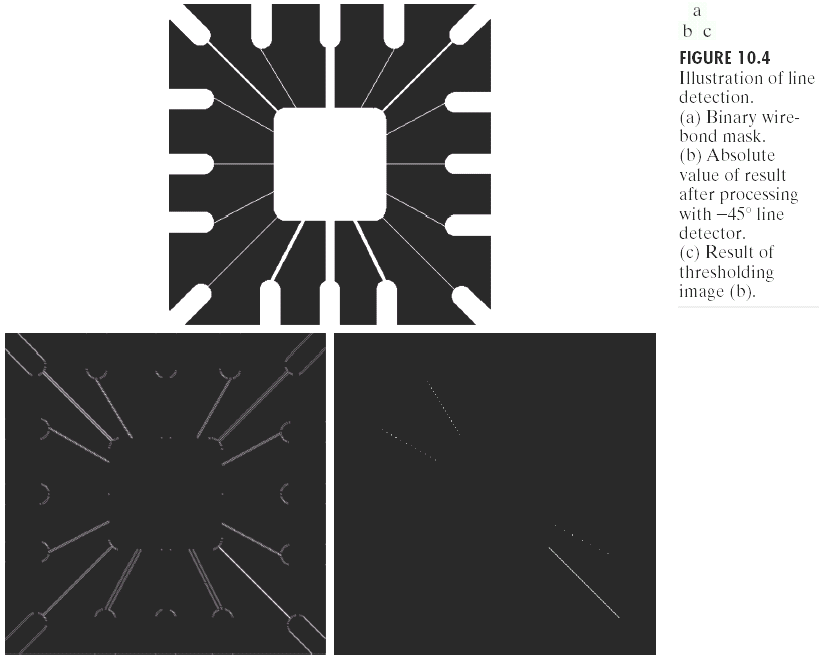 a
b c
FIGURE 10.4
Illustration of line
detection.
(a) Binary wire-
bond mask.
(b) Absolute
value of result
after processing
with −45° line
detector.
(c) Result of
thresholding
image (b).